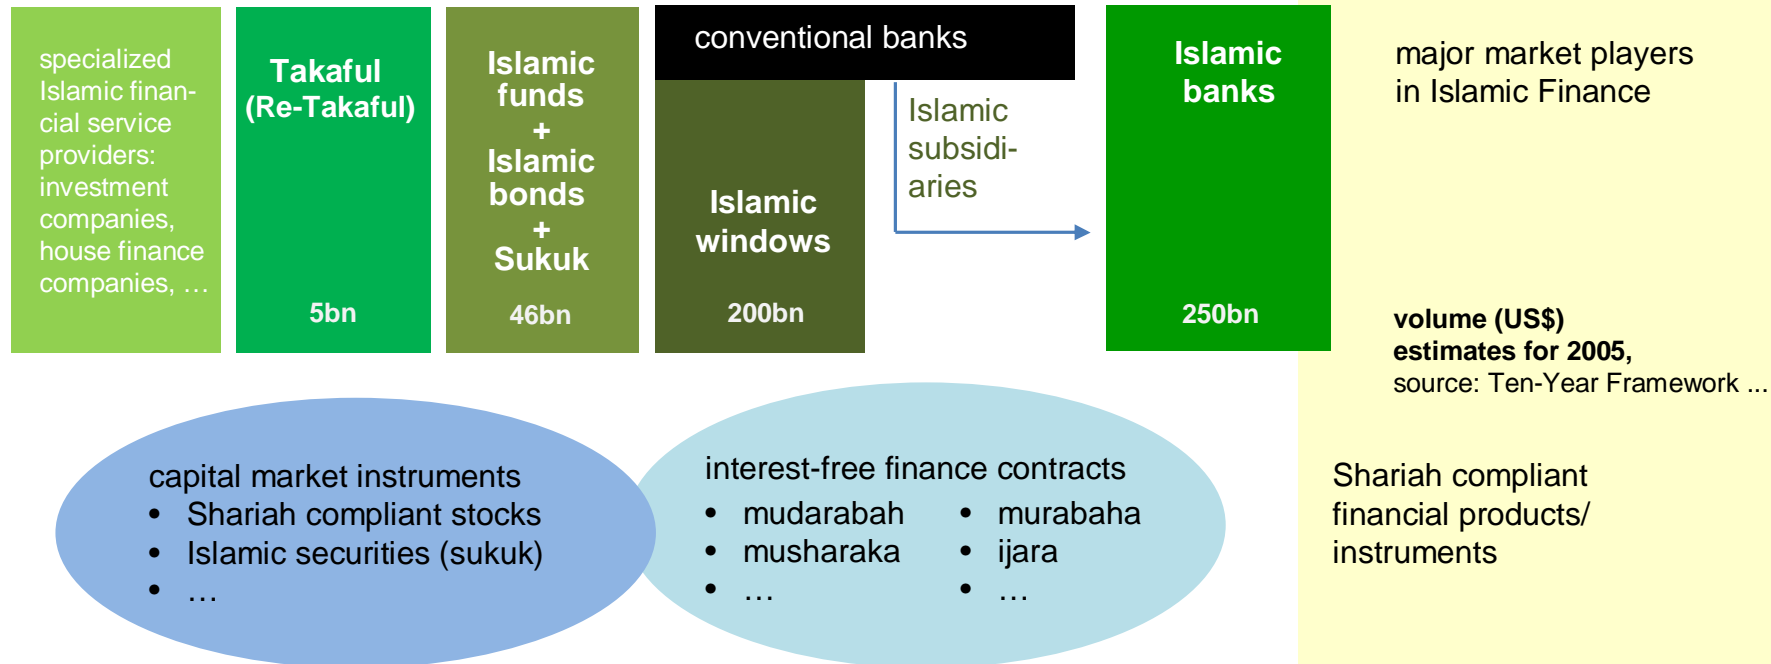 specialized
Islamic finan-
cial service
providers:
investment
companies,
house finance
companies, …
Takaful
(Re-Takaful)
5bn
Islamic
funds
+
Islamic
bonds
+
Sukuk
46bn
conventional banks
Islamic
windows
200bn
Islamic
subsidi-
aries
Islamic
banks
250bn
major market players
in Islamic Finance
volume (US$)
estimates for 2005,
source: Ten-Year Framework ...
capital market instruments
• Shariah compliant stocks
• Islamic securities (sukuk)
• …
interest-free finance contracts
• mudarabah
• musharaka
• …
• murabaha
• ijara
• …
Shariah compliant
financial products/
instruments